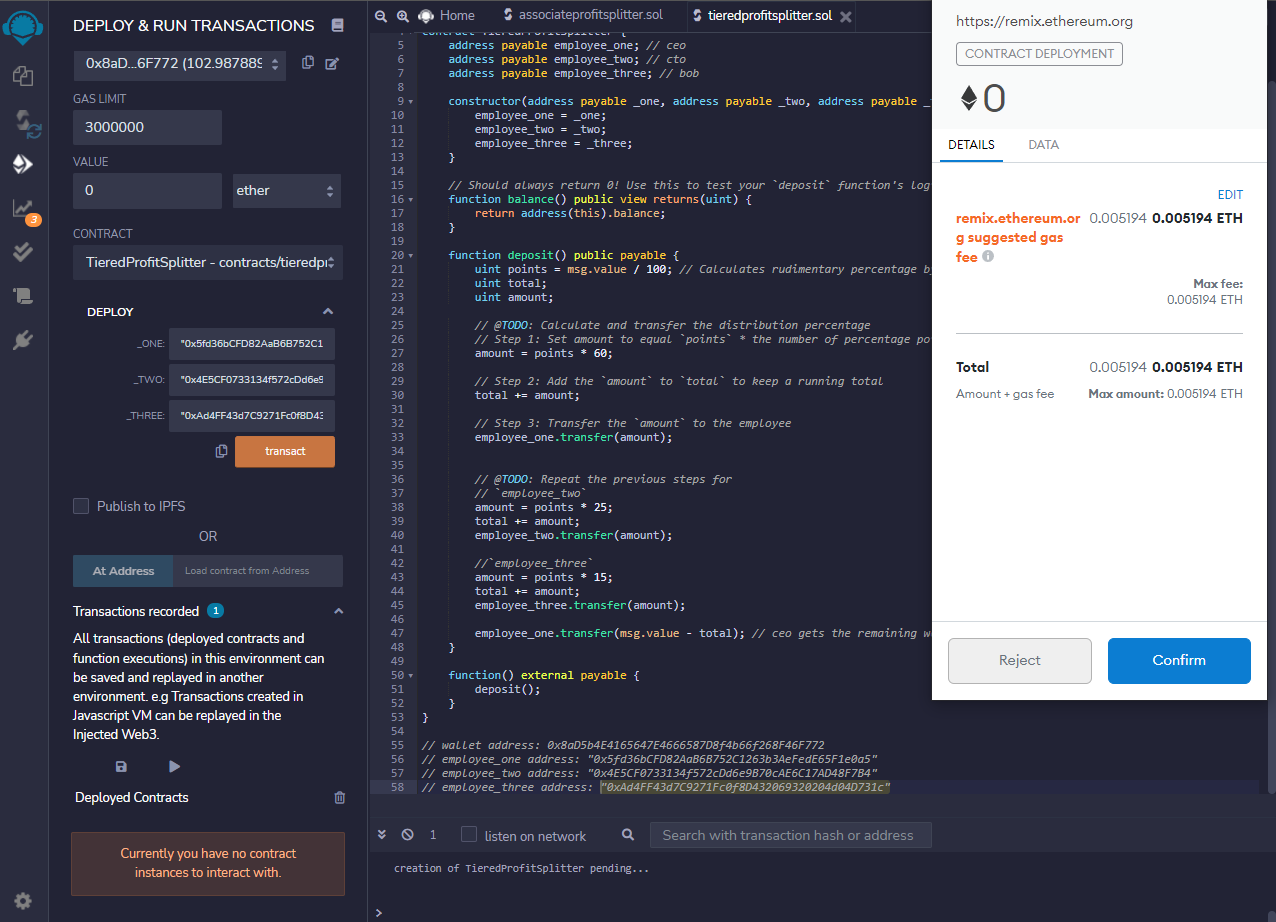 DEPLOY & RUN TRANSACTIONS
0x8aD...6F772 (102.987889
GAS LIMIT
3000000
VALUE
0
ether
3
CONTRACT
TieredProfitSplitter - contracts/tieredpr
DEPLOY
_ONE:
"0x5fd36bCFD82AaB6B752C1
_TWO:
"0x4E5CF0733134f572cDd6e9
_THREE:
"0xAd4FF43d7C9271Fc0f8D43
transact
Publish to IPFS
OR
At Address
Load contract from Address
Transactions recorded 1
All transactions (deployed contracts and
function executions) in this environment can
be saved and replayed in another
environment. e.g Transactions created in
Javascript VM can be replayed in the
Injected Web3.
Deployed Contracts
Currently you have no contract
instances to interact with.
Home
associateprofitsplitter.sol
tieredprofitsplitter.sol
5 address payable employee_one; // ceo
6 address payable employee_two; // cto
7 address payable employee_three; // bob
8
9 constructor(address payable _one, address payable _two, address payable _
10 employee_one = _one;
11 employee_two = _two;
12 employee_three = _three;
13 }
14
15 // Should always return 0! Use this to test your `deposit` function's log
16 function balance() public view returns(uint) {
17 return address(this).balance;
18 }
19
20 function deposit() public payable {
21 uint points = msg.value / 100; // Calculates rudimentary percentage by
22 uint total;
23 uint amount;
24
25 // @TODO: Calculate and transfer the distribution percentage
26 // Step 1: Set amount to equal `points` * the number of percentage po
27 amount = points * 60;
28
29 // Step 2: Add the `amount` to `total` to keep a running total
30 total += amount;
31
32 // Step 3: Transfer the `amount` to the employee
33 employee_one.transfer(amount);
34
35
36 // @TODO: Repeat the previous steps for
37 // `employee_two`
38 amount = points * 25;
39 total += amount;
40 employee_two.transfer(amount);
41
42 //`employee_three`
43 amount = points * 15;
44 total += amount;
45 employee_three.transfer(amount);
46
47 employee_one.transfer(msg.value - total); // ceo gets the remaining w
48 }
49
50 function() external payable {
51 deposit();
52 }
53 }
54
55 // wallet address: 0x8aD5b4E4165647E4666587D8f4b66f268F46F772
56 // employee_one address: "0x5fd36bCFD82AaB6B752C1263b3AeFedE65F1e0a5"
57 // employee_two address: "0x4E5CF0733134f572cDd6e9B70cAE6C17AD48F7B4"
58 // employee_three address: "0xAd4FF43d7C9271Fc0f8D432069320204d04D731c"
1
listen on network
Search with transaction hash or address
creation of TieredProfitSplitter pending...
>
https://remix.ethereum.org
CONTRACT DEPLOYMENT
0
DETAILS
DATA
EDIT
remix.ethereum.or 0.005194 0.005194 ETH
g suggested gas
fee
Max fee:
0.005194 ETH
Total 0.005194 0.005194 ETH
Amount + gas fee Max amount: 0.005194 ETH
Reject
Confirm